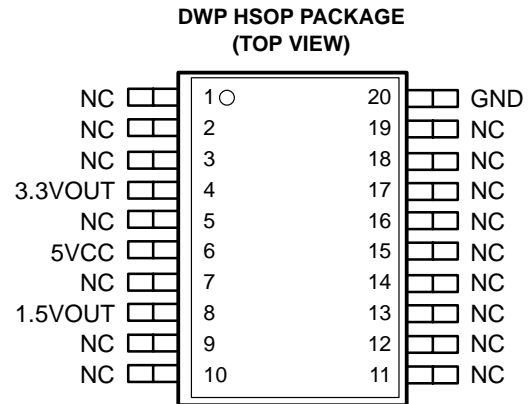 DWP HSOP PACKAGE
(TOP VIEW)
NC 1 20 GND
NC 2 19 NC
NC 3 18 NC
3.3VOUT 4 17 NC
NC 5 16 NC
5VCC 6 15 NC
NC 7 14 NC
1.5VOUT 8 13 NC
NC 9 12 NC
NC 10 11 NC